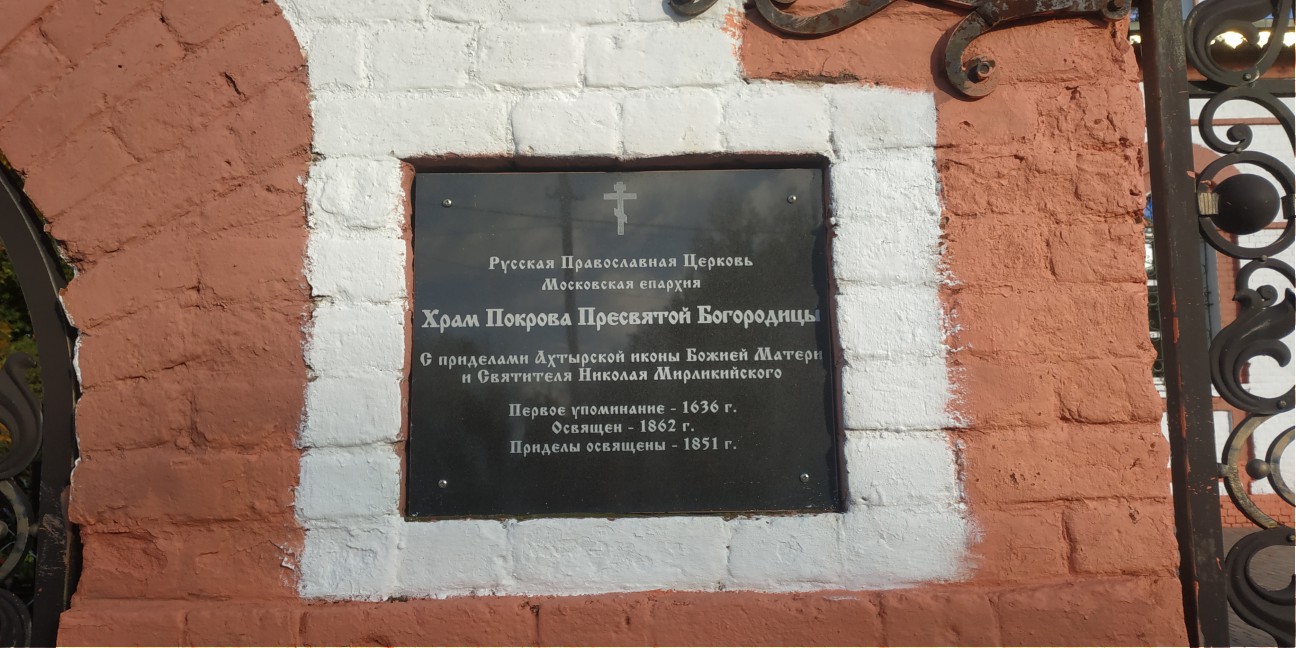 Русская Православная Церковь
Московская епархия
Храм Покрова Пресвятой Богородицы
С приделами Ахтырской иконы Божией Матери
и Святителя Николая Мирликийского
Первое упоминание - 1636 г.
Освящен - 1862 г.
Приделы освящены - 1851 г.